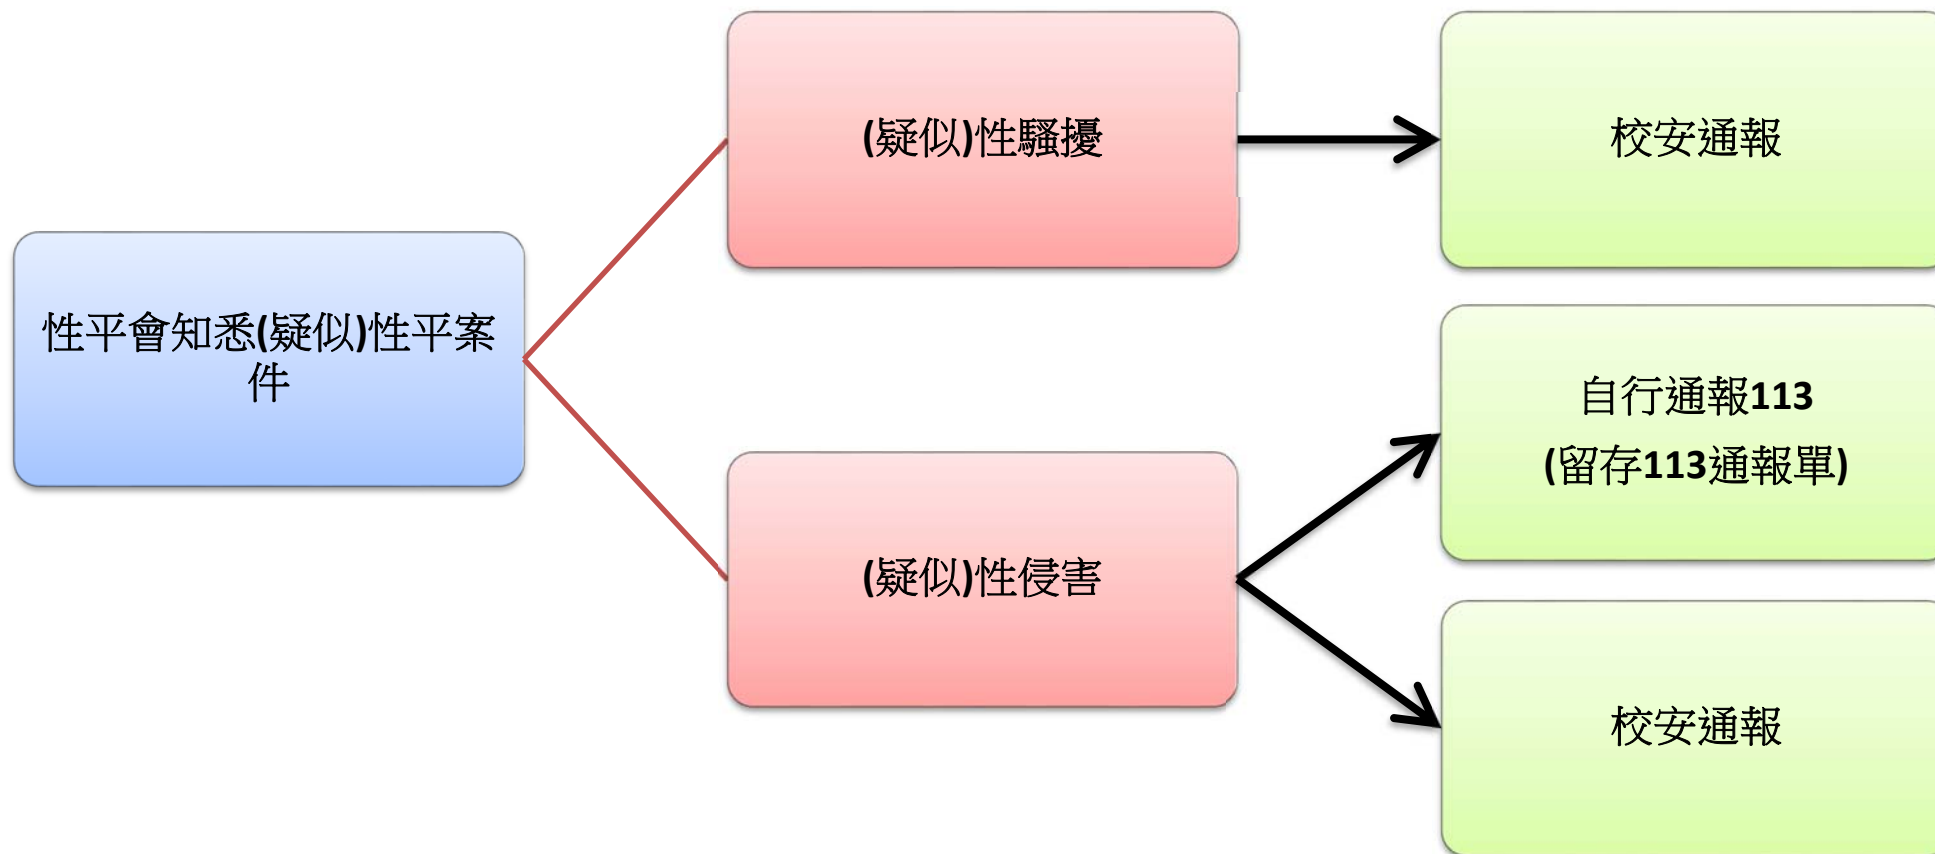 (疑似)性騷擾
校安通報
性平會知悉(疑似)性平案
件
自行通報113
(留存113通報單)
(疑似)性侵害
校安通報